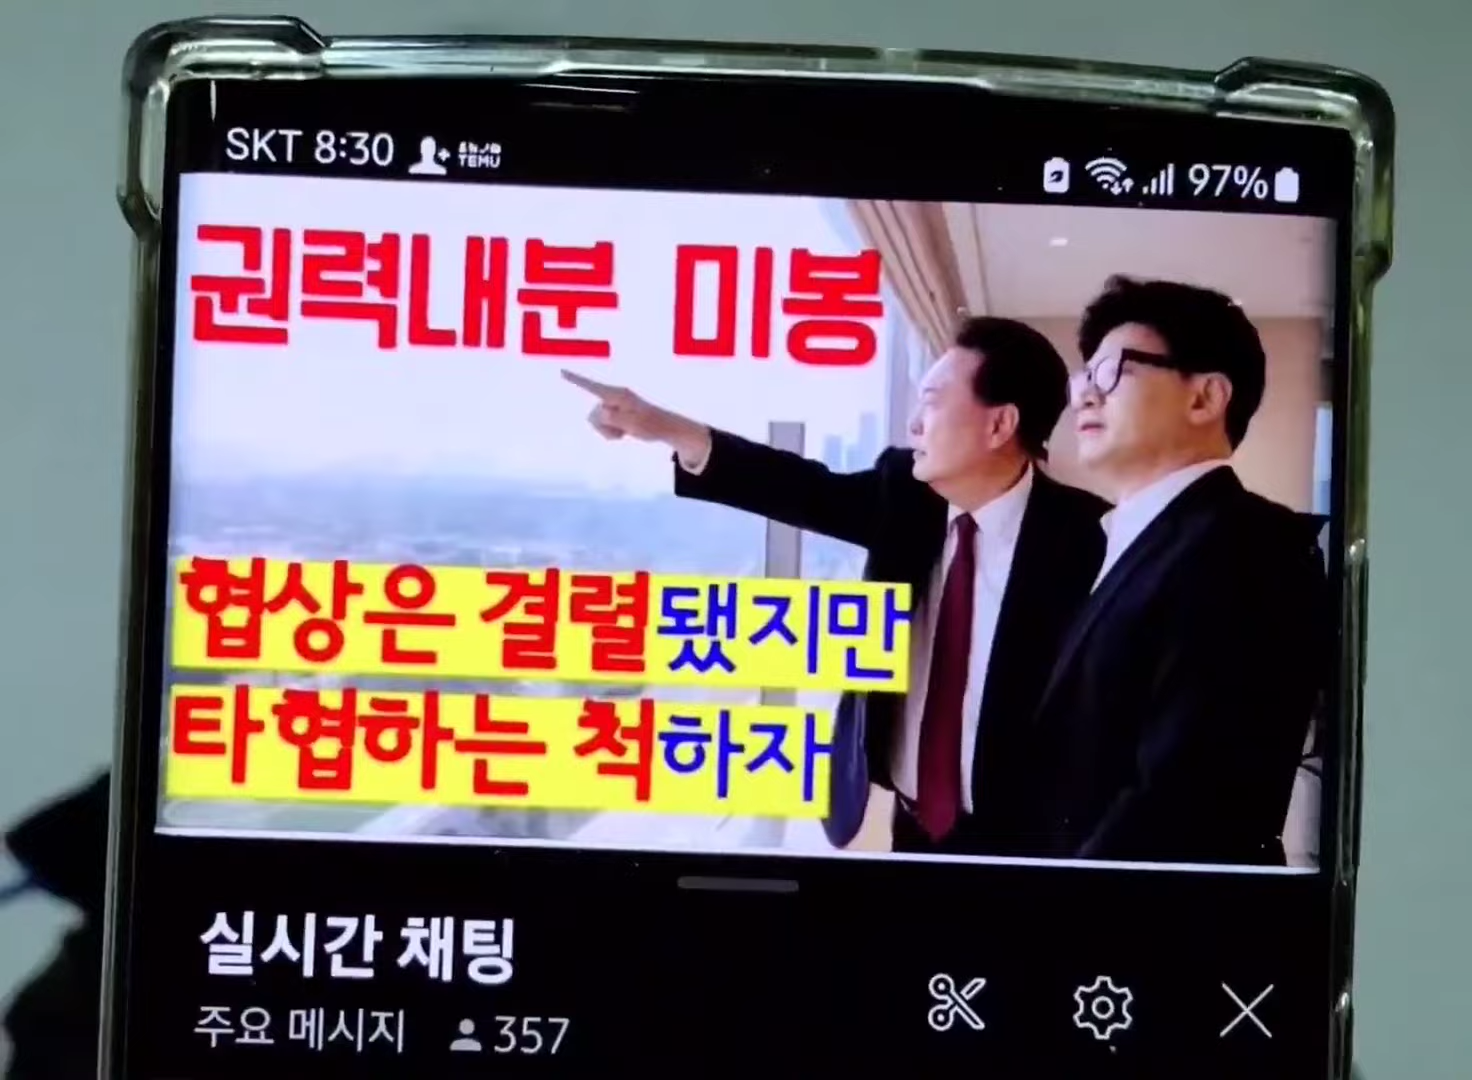 SKT 8:30
TEMU
97%
권력내분 미봉
협상은 결렬됐지만
타협하는 척하자
실시간 채팅
주요 메시지 357